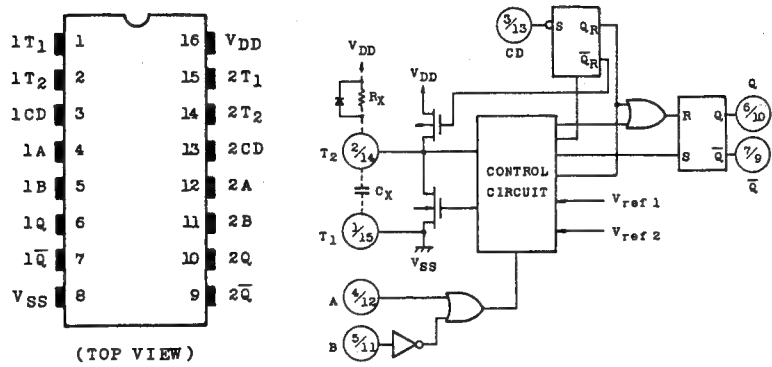 1T1 1 16 VDD
1T2 2 15 2T1
1CD 3 14 2T2
1A 4 13 2CD
1B 5 12 2A
1Q 6 11 2B
1Q̅ 7 10 2Q
VSS 8 9 2Q̅
(TOP VIEW)
3/13
CD
S QR
Q̅R
VDD
RX
VDD
T2 2/14
CX
T1 1/15
VSS
CONTROL
CIRCUIT
Vref 1
Vref 2
R Q
S Q̅
Q
6/10
7/9
Q̅
A 4/12
B 5/11